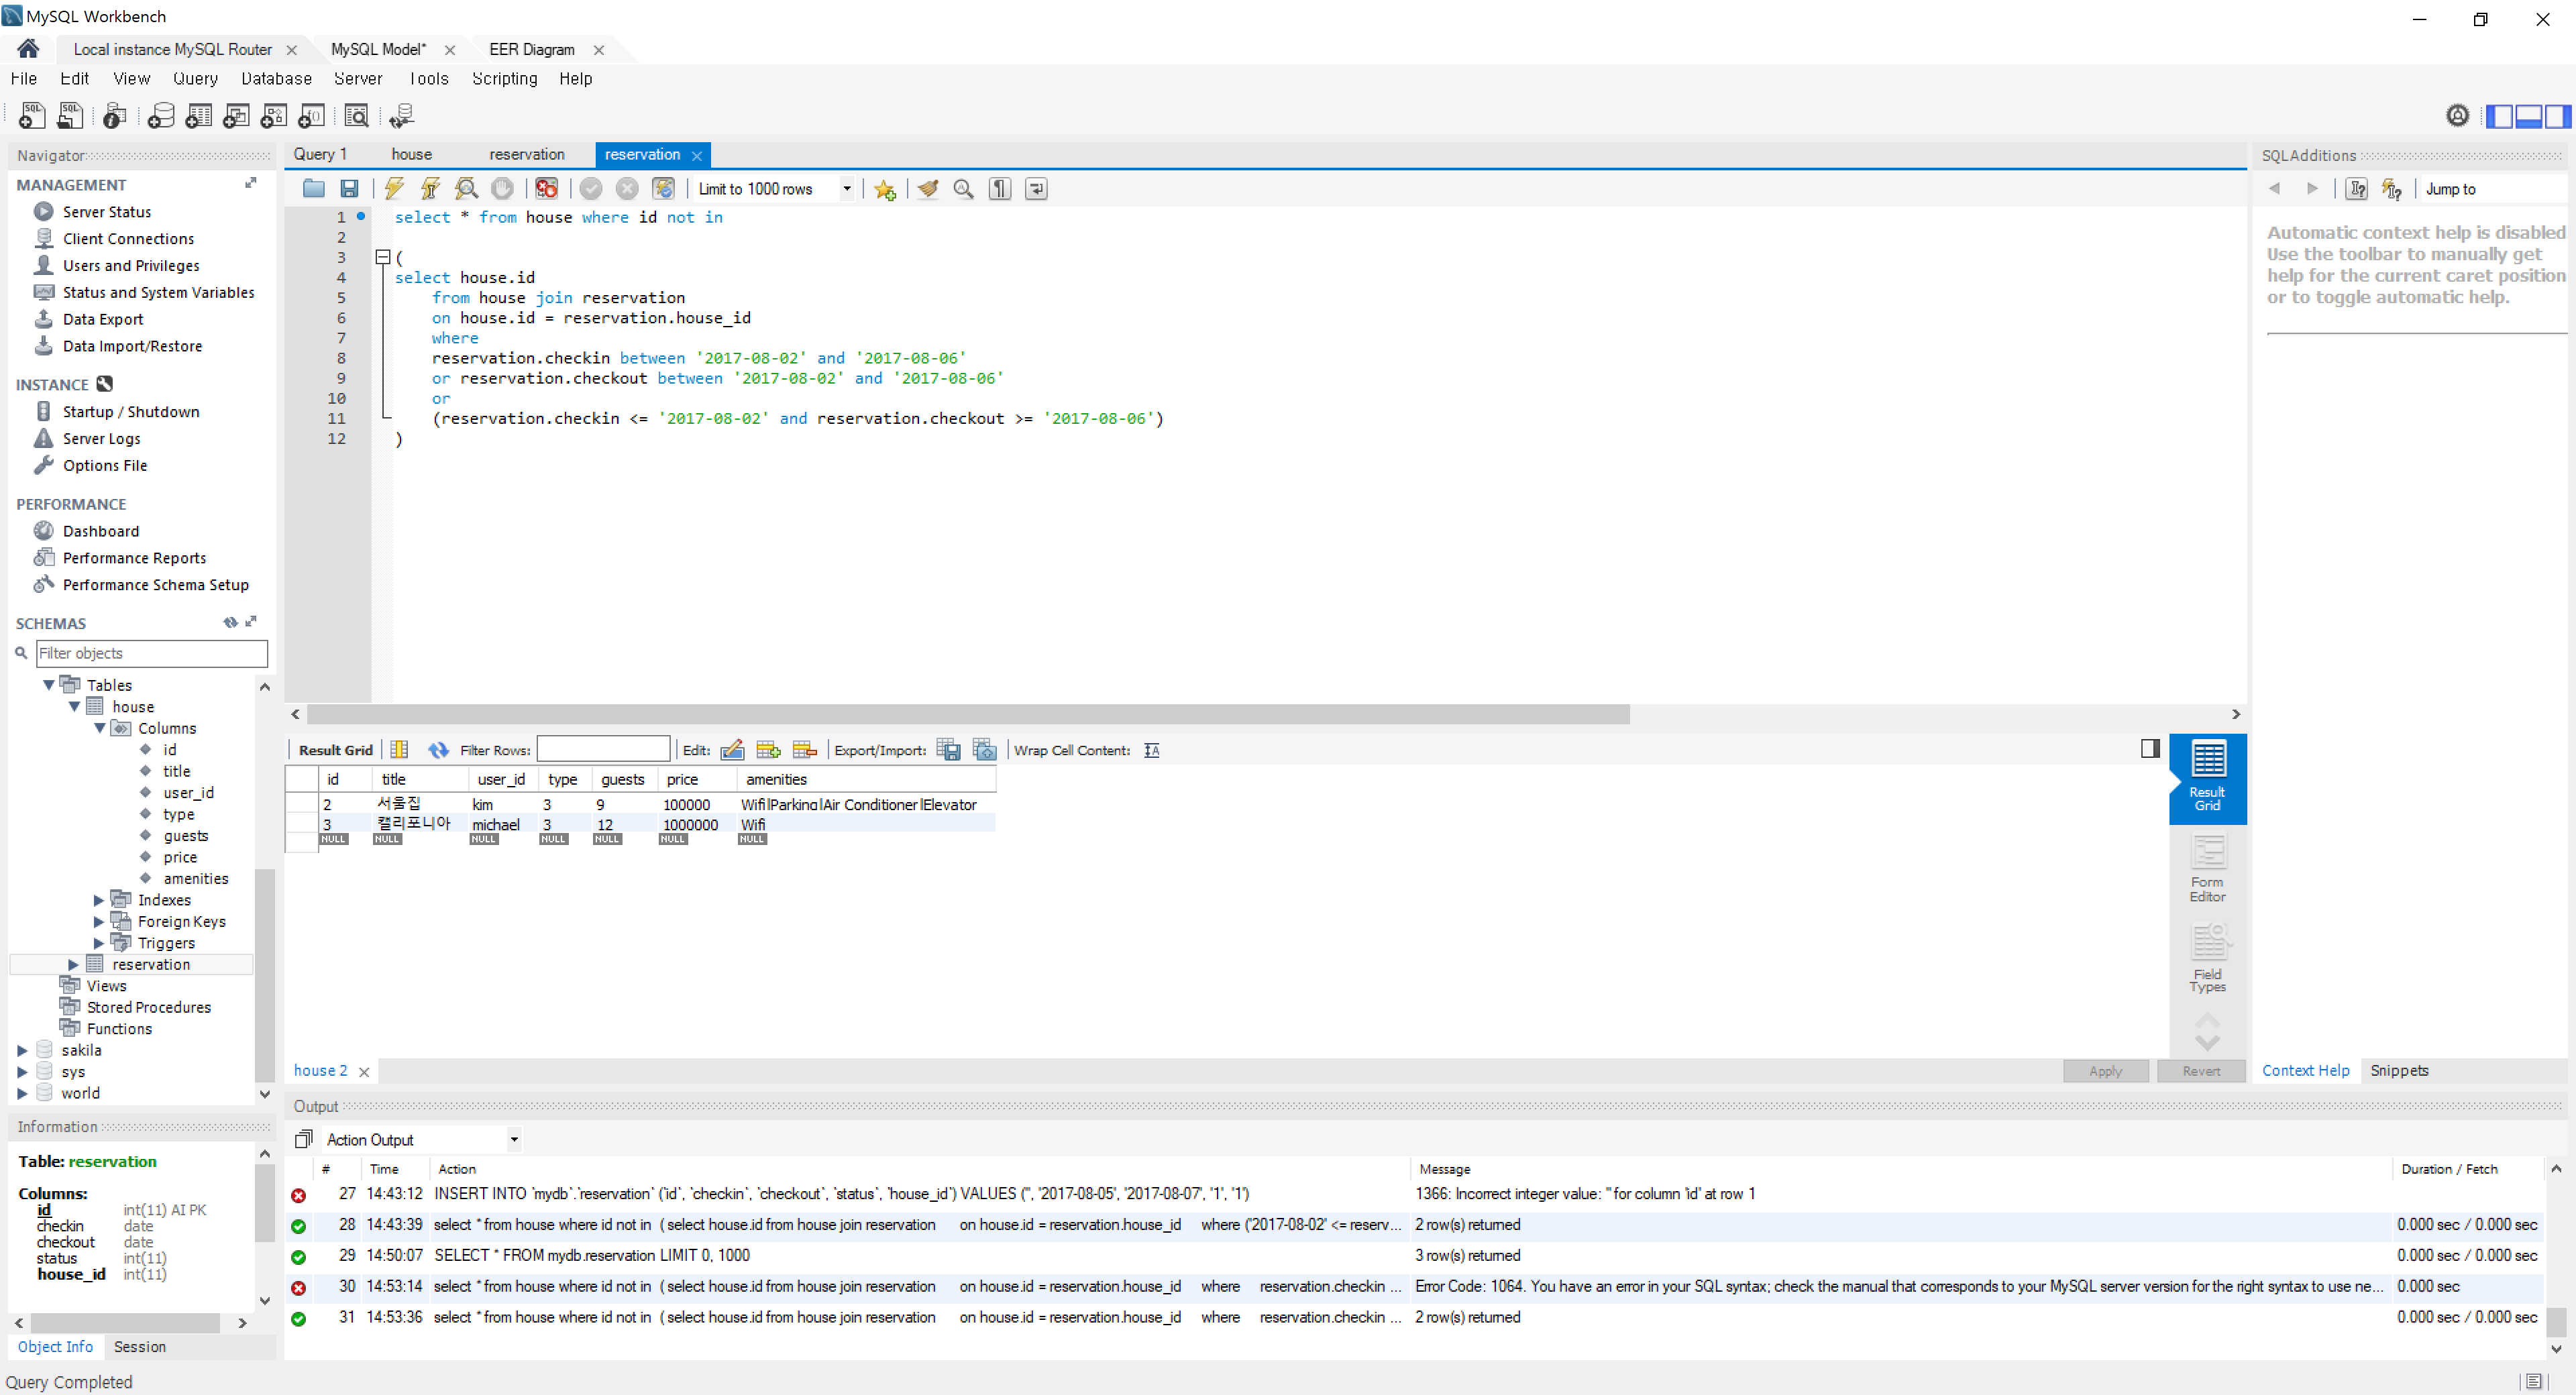 MySQL Workbench
Local instance MySQL Router
MySQL Model*
EER Diagram
File Edit View Query Database Server Tools Scripting Help
Navigator
MANAGEMENT
Server Status
Client Connections
Users and Privileges
Status and System Variables
Data Export
Data Import/Restore
INSTANCE
Startup / Shutdown
Server Logs
Options File
PERFORMANCE
Dashboard
Performance Reports
Performance Schema Setup
SCHEMAS
Filter objects
Tables
house
Columns
id
title
user_id
type
guests
price
amenities
Indexes
Foreign Keys
Triggers
reservation
Views
Stored Procedures
Functions
sakila
sys
world
Information
Table: reservation
Columns:
id int(11) AI PK
checkin date
checkout date
status int(11)
house_id int(11)
Object Info Session
Query 1 house reservation reservation
Limit to 1000 rows
1 select * from house where id not in
2
3 (
4 select house.id
5 from house join reservation
6 on house.id = reservation.house_id
7 where
8 reservation.checkin between '2017-08-02' and '2017-08-06'
9 or reservation.checkout between '2017-08-02' and '2017-08-06'
10 or
11 (reservation.checkin <= '2017-08-02' and reservation.checkout >= '2017-08-06')
12 )
Result Grid Filter Rows: Edit: Export/Import: Wrap Cell Content:
id title user_id type guests price amenities
2 서울집 kim 3 9 100000 Wifi|Parking|Air Conditioner|Elevator
3 캘리포니아 michael 3 12 1000000 Wifi
NULL NULL NULL NULL NULL NULL NULL
Result Grid
Form Editor
Field Types
house 2
Apply Revert
SQLAdditions
Jump to
Automatic context help is disabled
Use the toolbar to manually get
help for the current caret position
or to toggle automatic help.
Context Help Snippets
Output
Action Output
# Time Action Message Duration / Fetch
27 14:43:12 INSERT INTO `mydb`.`reservation` (`id`, `checkin`, `checkout`, `status`, `house_id`) VALUES ('', '2017-08-05', '2017-08-07', '1', '1') 1366: Incorrect integer value: '' for column 'id' at row 1
28 14:43:39 select * from house where id not in ( select house.id from house join reservation on house.id = reservation.house_id where ('2017-08-02' <= reserv... 2 row(s) returned 0.000 sec / 0.000 sec
29 14:50:07 SELECT * FROM mydb.reservation LIMIT 0, 1000 3 row(s) returned 0.000 sec / 0.000 sec
30 14:53:14 select * from house where id not in ( select house.id from house join reservation on house.id = reservation.house_id where reservation.checkin ... Error Code: 1064. You have an error in your SQL syntax; check the manual that corresponds to your MySQL server version for the right syntax to use ne... 0.000 sec
31 14:53:36 select * from house where id not in ( select house.id from house join reservation on house.id = reservation.house_id where reservation.checkin ... 2 row(s) returned 0.000 sec / 0.000 sec
Query Completed